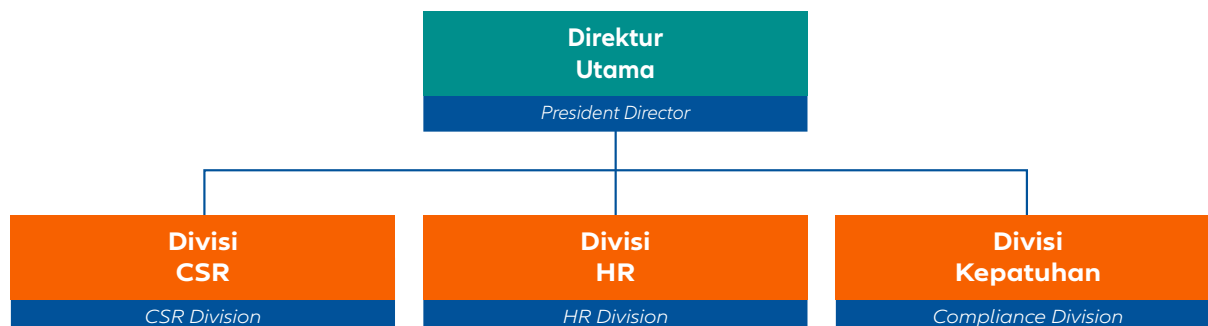 Direktur
Utama
President Director
Divisi
CSR
CSR Division
Divisi
HR
HR Division
Divisi
Kepatuhan
Compliance Division